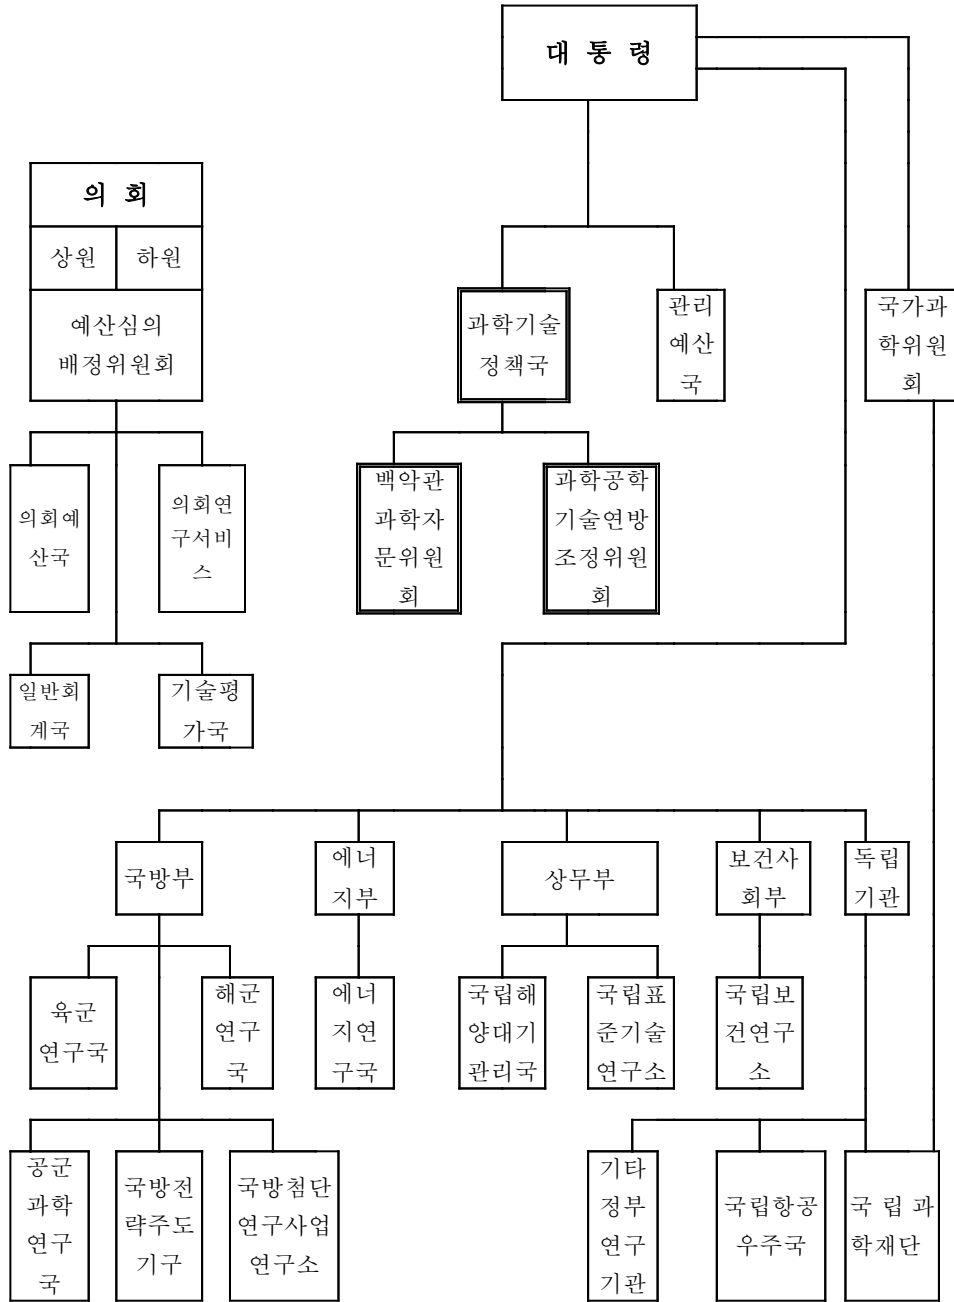 대 통 령
의 회
상원
하원
예산심의
배정위원회
과학기술
정책국
관리
예산
국
국가과
학위원
회
의회예
산국
의회연
구서비
스
백악관
과학자
문위원
회
과학공학
기술연방
조정위원
회
일반회
계국
기술평
가국
국방부
에너
지부
상무부
보건사
회부
독립
기관
육군
연구국
해군
연구
국
에너
지연
구국
국립해
양대기
관리국
국립표
준기술
연구소
국립보
건연구
소
공군
과학
연구
국
국방전
략주도
기구
국방첨단
연구사업
연구소
기타
정부
연구
기관
국립항공
우주국
국 립 과
학재단